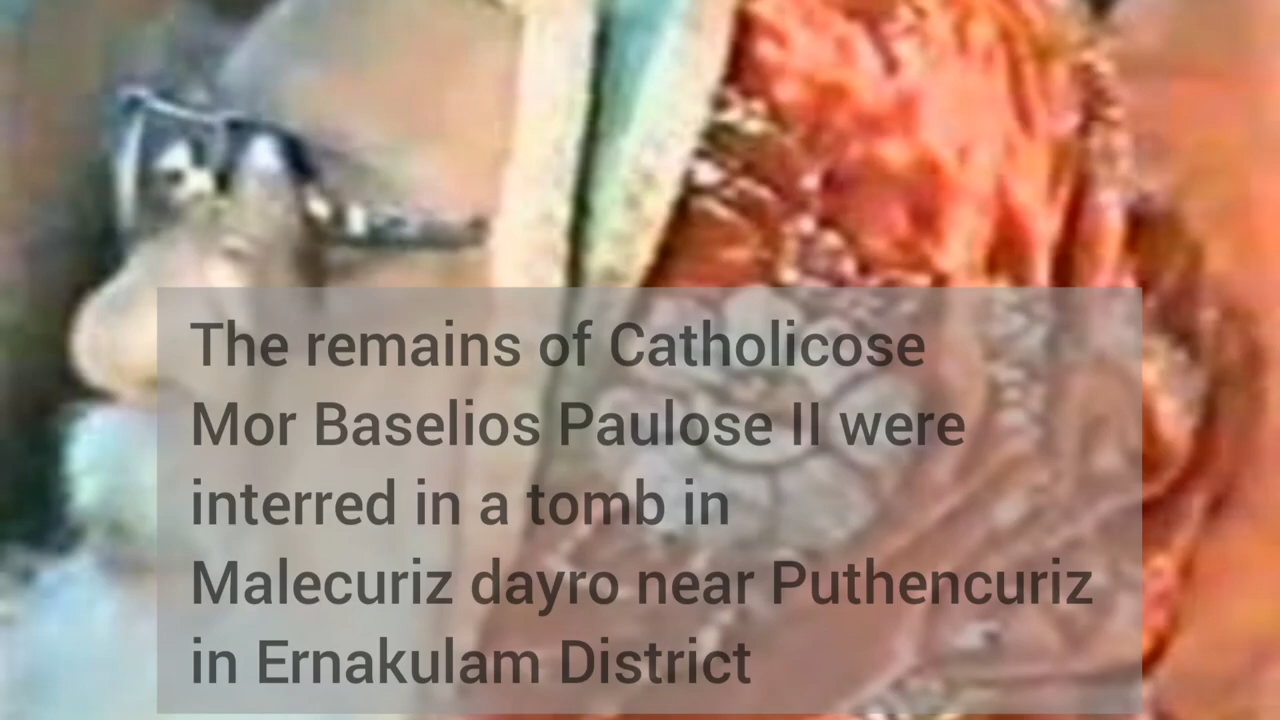 The remains of Catholicose
Mor Baselios Paulose II were
interred in a tomb in
Malecuriz dayro near Puthencuriz
in Ernakulam District